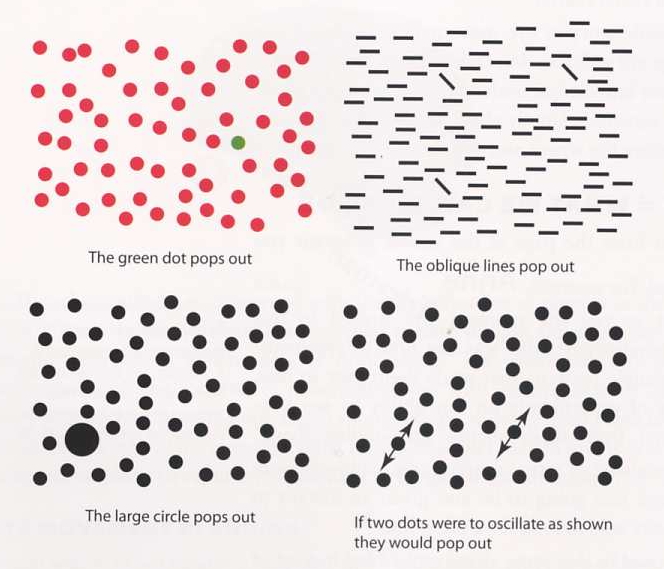 The green dot pops out
The oblique lines pop out
The large circle pops out
If two dots were to oscillate as shown
they would pop out